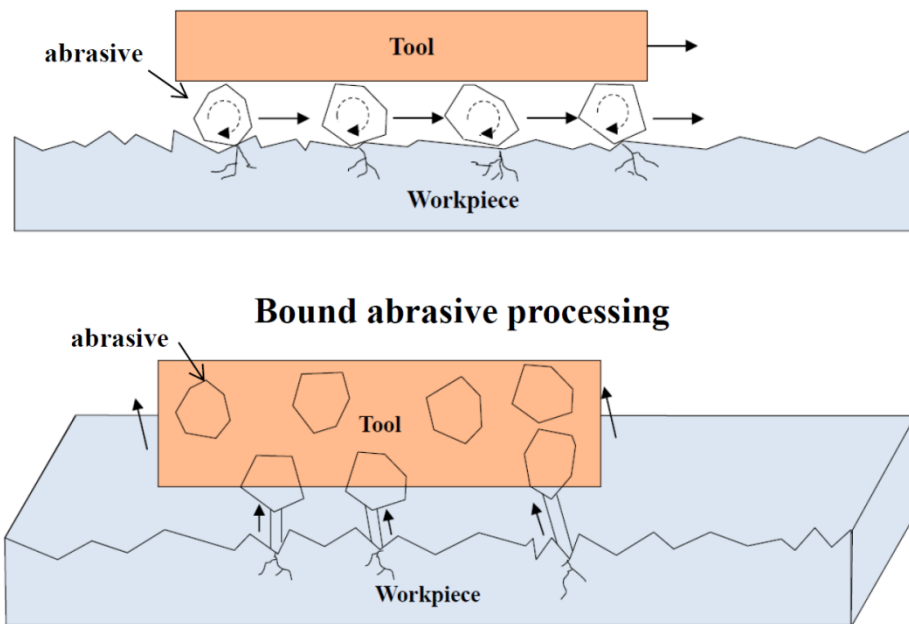 Tool
abrasive
Workpiece
Bound abrasive processing
abrasive
Tool
Workpiece